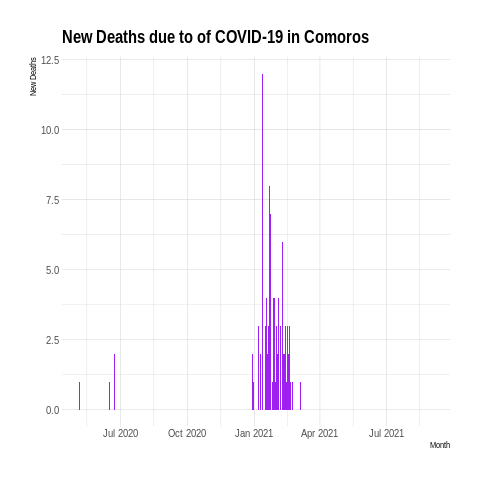 New Deaths due to of COVID-19 in Comoros
New Deaths
12.5
10.0
7.5
5.0
2.5
0.0
Jul 2020 Oct 2020 Jan 2021 Apr 2021 Jul 2021
Month